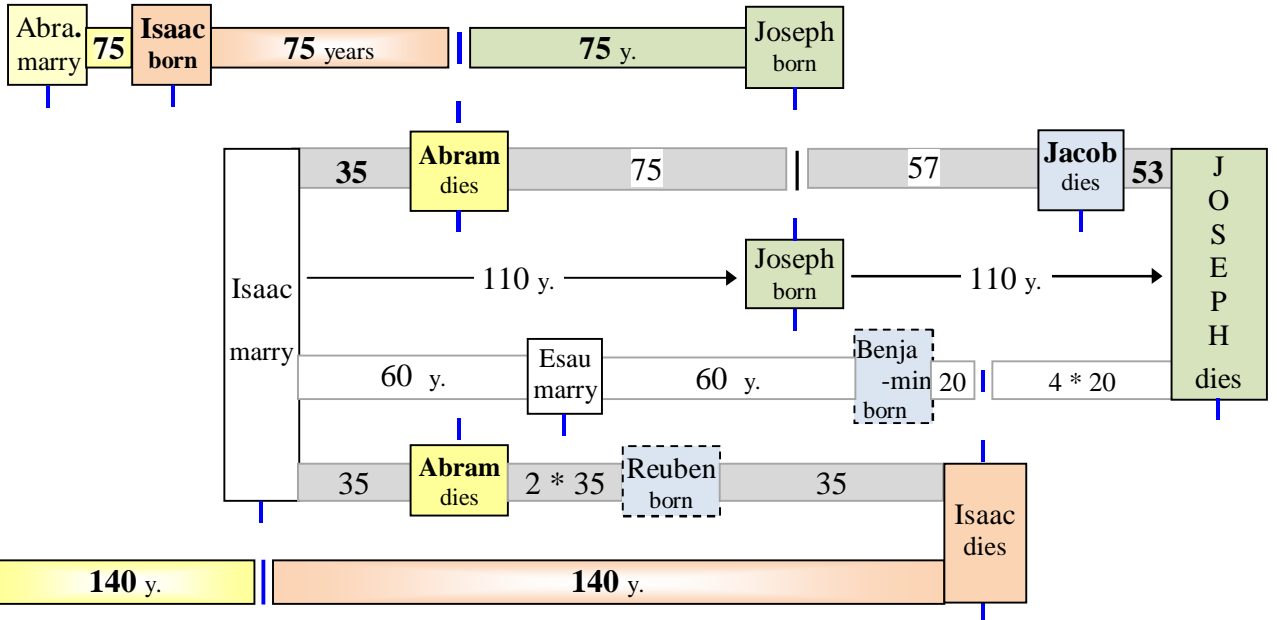 Abra.
marry
75
Isaac
born
75 years
75 y.
Joseph
born
35
Abram
dies
75
57
Jacob
dies
53
J
O
S
E
P
H
dies
Isaac
marry
110 y.
Joseph
born
110 y.
60 y.
Esau
marry
60 y.
Benja
-min
born
20
4 * 20
35
Abram
dies
2 * 35
Reuben
born
35
Isaac
dies
140 y.
140 y.